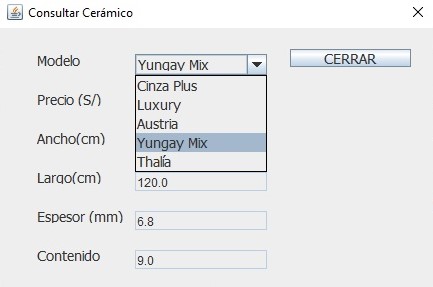 Consultar Cerámico
Modelo
Yungay Mix
CERRAR
Cinza Plus
Luxury
Austria
Yungay Mix
Thalía
Precio (S/)
Ancho(cm)
Largo(cm)
120.0
Espesor (mm)
6.8
Contenido
9.0